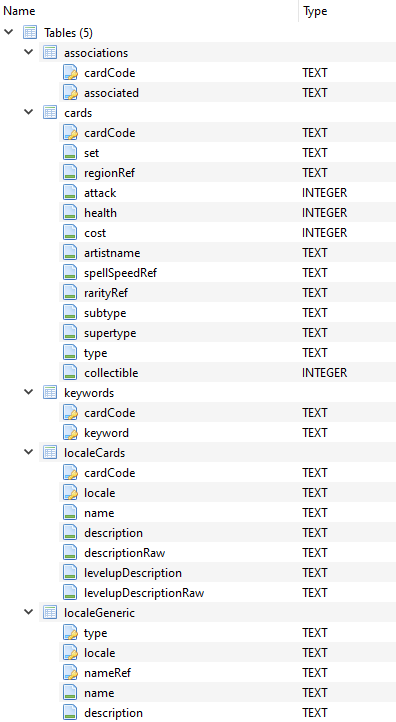 Name Type
Tables (5)
associations
cardCode TEXT
associated TEXT
cards
cardCode TEXT
set TEXT
regionRef TEXT
attack INTEGER
health INTEGER
cost INTEGER
artistname TEXT
spellSpeedRef TEXT
rarityRef TEXT
subtype TEXT
supertype TEXT
type TEXT
collectible INTEGER
keywords
cardCode TEXT
keyword TEXT
localeCards
cardCode TEXT
locale TEXT
name TEXT
description TEXT
descriptionRaw TEXT
levelupDescription TEXT
levelupDescriptionRaw TEXT
localeGeneric
type TEXT
locale TEXT
nameRef TEXT
name TEXT
description TEXT